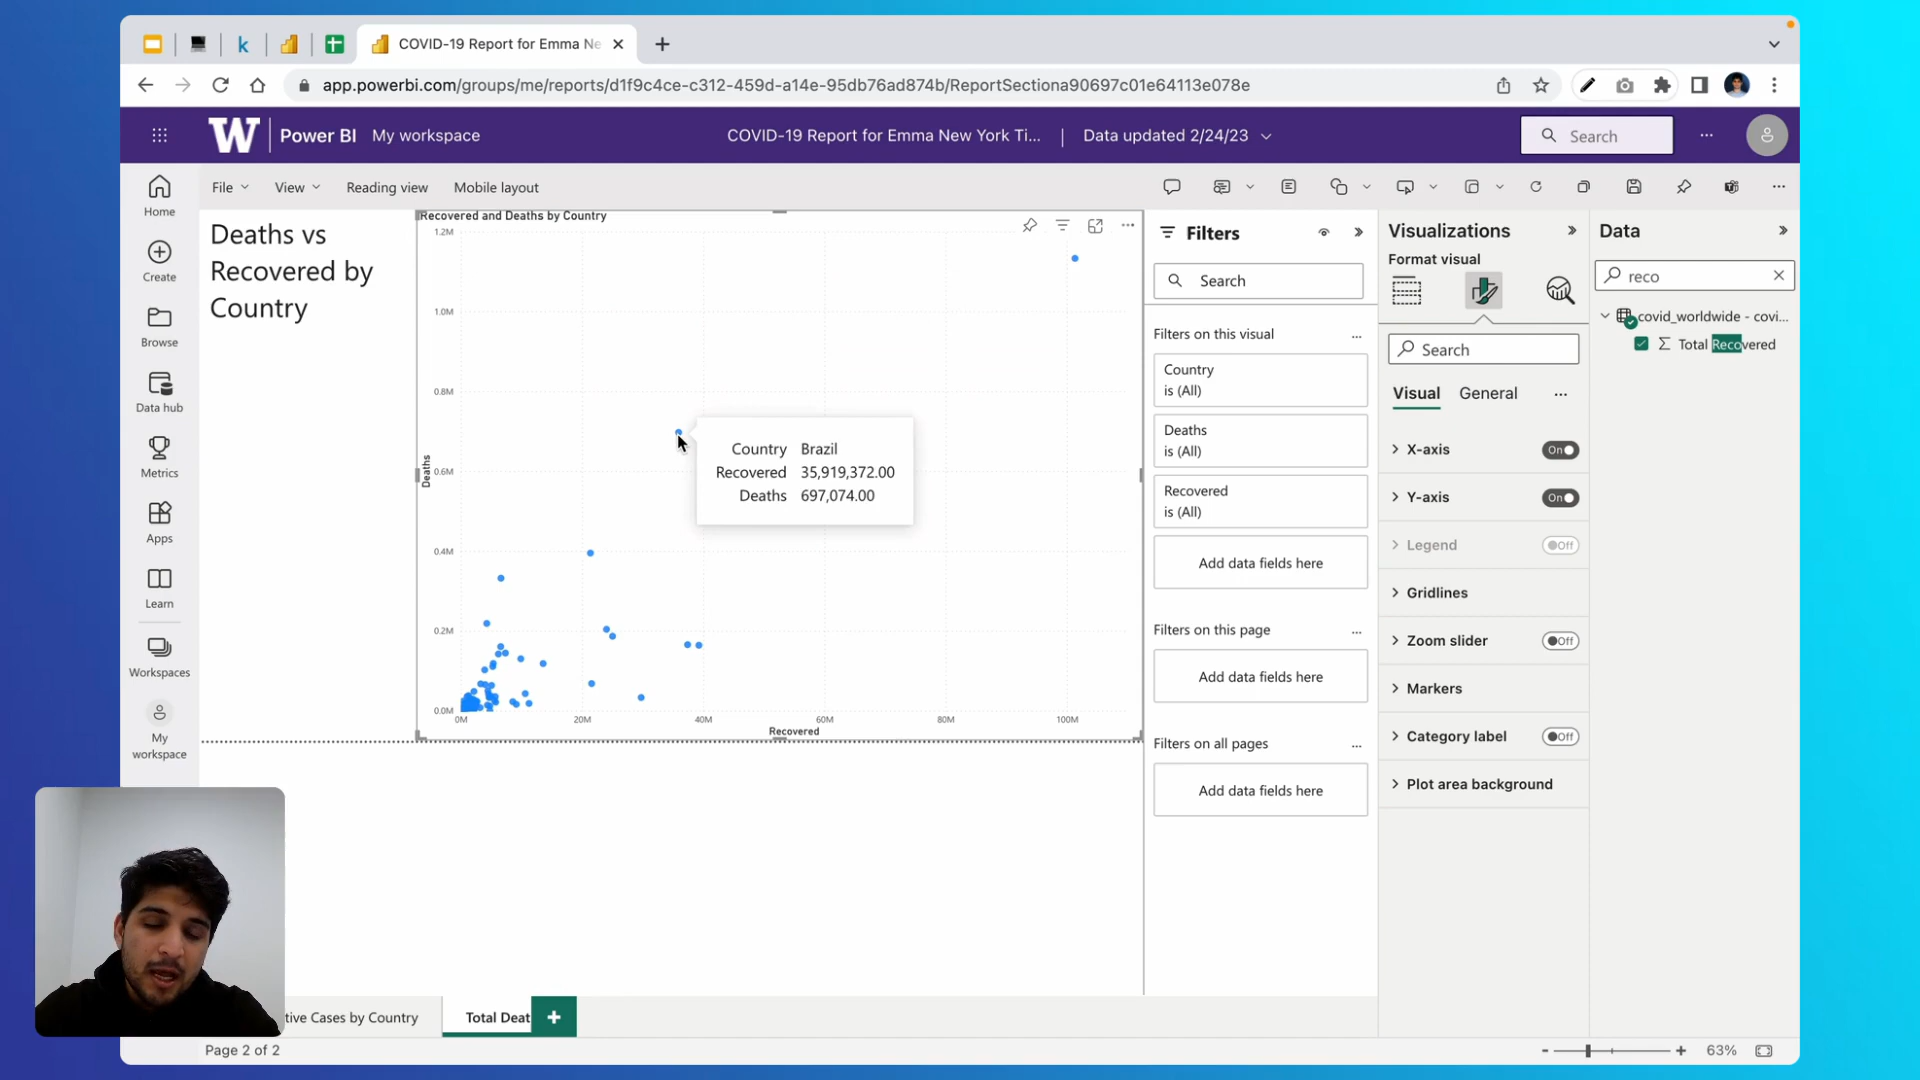 COVID-19 Report for Emma Ne
app.powerbi.com/groups/me/reports/d1f9c4ce-c312-459d-a14e-95db76ad874b/ReportSectiona90697c01e64113e078e
W Power BI My workspace COVID-19 Report for Emma New York Ti... | Data updated 2/24/23 Search
File View Reading view Mobile layout
Home
Create
Browse
Data hub
Metrics
Apps
Learn
Workspaces
My
workspace
Deaths vs
Recovered by
Country
Recovered and Deaths by Country
1.2M
1.0M
0.8M
0.6M
0.4M
0.2M
0.0M
Deaths
0M 20M 40M 60M 80M 100M
Recovered
Country Brazil
Recovered 35,919,372.00
Deaths 697,074.00
Filters
Search
Filters on this visual ...
Country
is (All)
Deaths
is (All)
Recovered
is (All)
Add data fields here
Filters on this page ...
Add data fields here
Filters on all pages ...
Add data fields here
Visualizations
Format visual
Search
Visual General ...
X-axis On
Y-axis On
Legend Off
Gridlines
Zoom slider Off
Markers
Category label Off
Plot area background
Data
reco
covid_worldwide - covi...
Σ Total Recovered
tive Cases by Country Total Deat +
Page 2 of 2
- + 63%